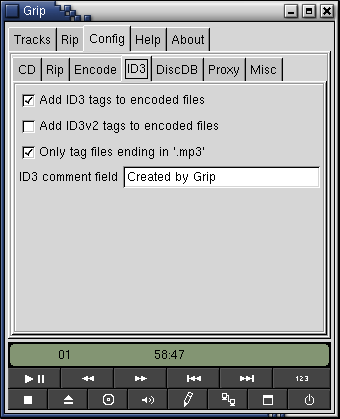 Grip
Tracks Rip Config Help About
CD Rip Encode ID3 DiscDB Proxy Misc
Add ID3 tags to encoded files
Add ID3v2 tags to encoded files
Only tag files ending in '.mp3'
ID3 comment field Created by Grip
01 58:47
123